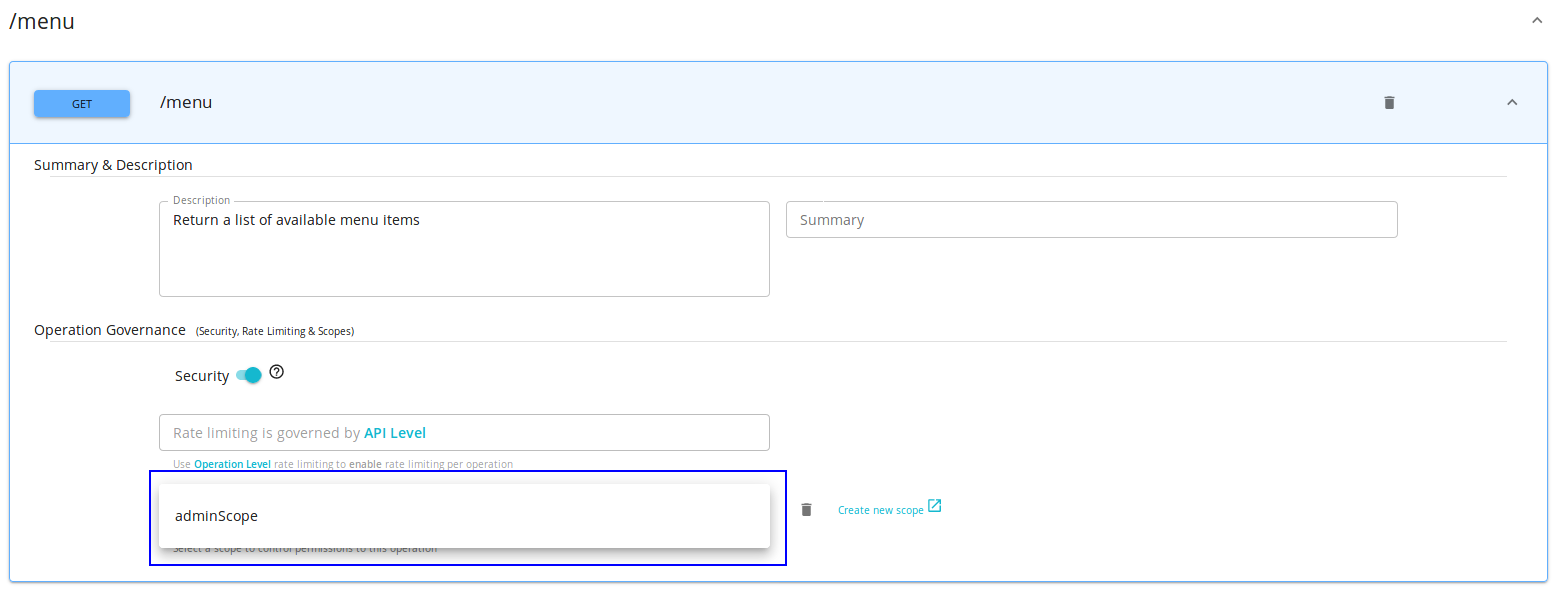 /menu
GET
/menu
Summary & Description
Description
Return a list of available menu items
Summary
Operation Governance (Security, Rate Limiting & Scopes)
Security
Rate limiting is governed by API Level
Use Operation Level rate limiting to enable rate limiting per operation
adminScope
Create new scope
Select a scope to control permissions to this operation